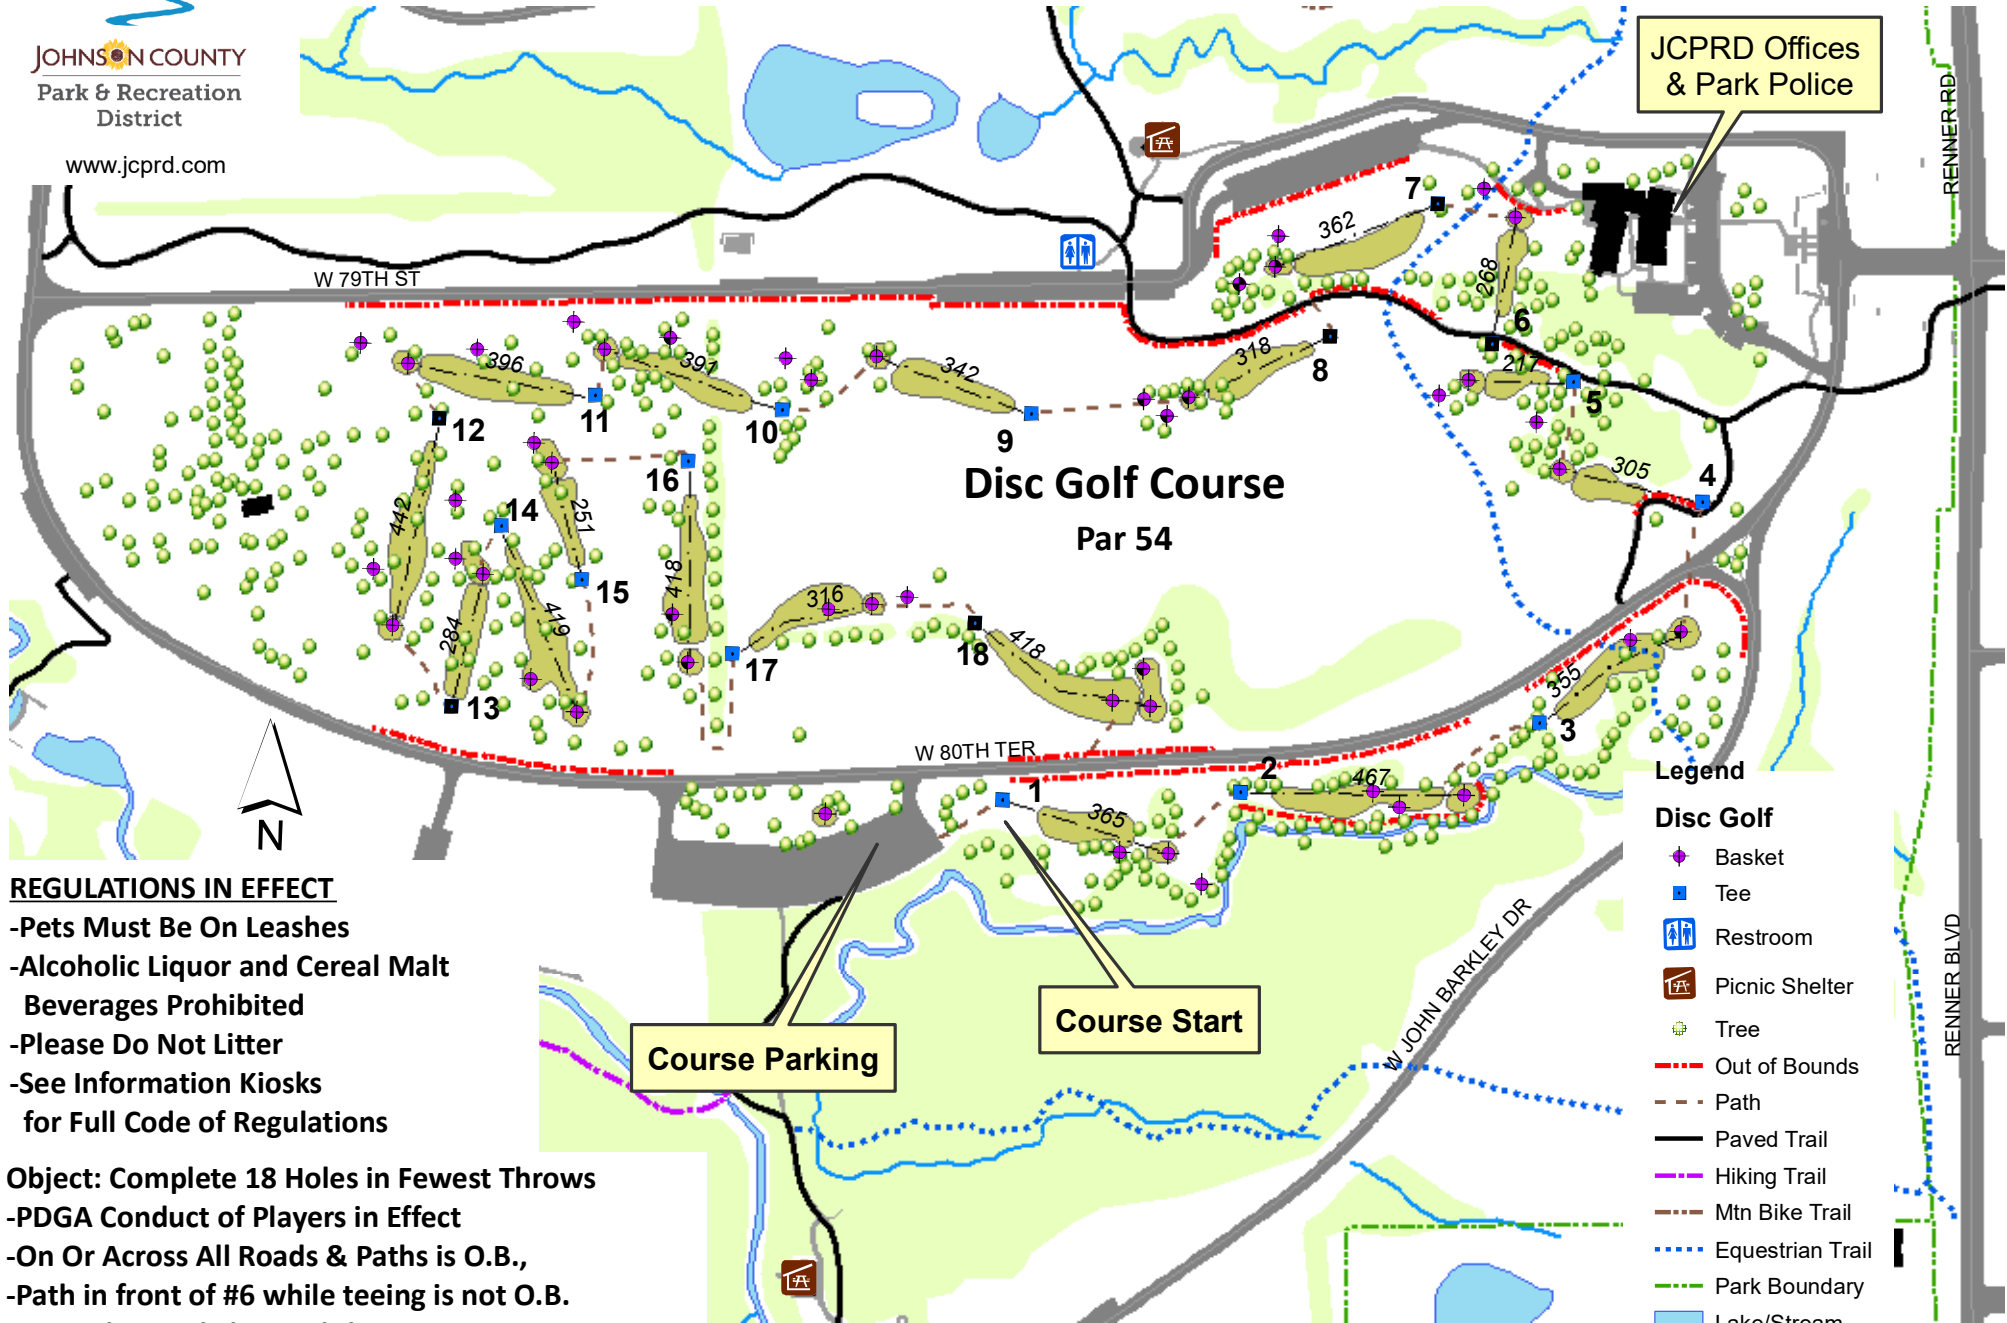 JOHNSON COUNTY
Park & Recreation
District
www.jcprd.com
JCPRD Offices
& Park Police
RENNER RD
W 79TH ST
7
362
268
6
217
5
8
318
342
9
391
10
396
11
12
305
4
16
Disc Golf Course
Par 54
442
14
251
15
418
284
419
13
316
17
18
418
355
3
W 80TH TER
1
365
2
467
N
Course Parking
Course Start
W JOHN BARKLEY DR
RENNER BLVD
REGULATIONS IN EFFECT
-Pets Must Be On Leashes
-Alcoholic Liquor and Cereal Malt
Beverages Prohibited
-Please Do Not Litter
-See Information Kiosks
for Full Code of Regulations
Object: Complete 18 Holes in Fewest Throws
-PDGA Conduct of Players in Effect
-On Or Across All Roads & Paths is O.B.,
-Path in front of #6 while teeing is not O.B.
Legend
Disc Golf
Basket
Tee
Restroom
Picnic Shelter
Tree
Out of Bounds
Path
Paved Trail
Hiking Trail
Mtn Bike Trail
Equestrian Trail
Park Boundary
Lake/Stream